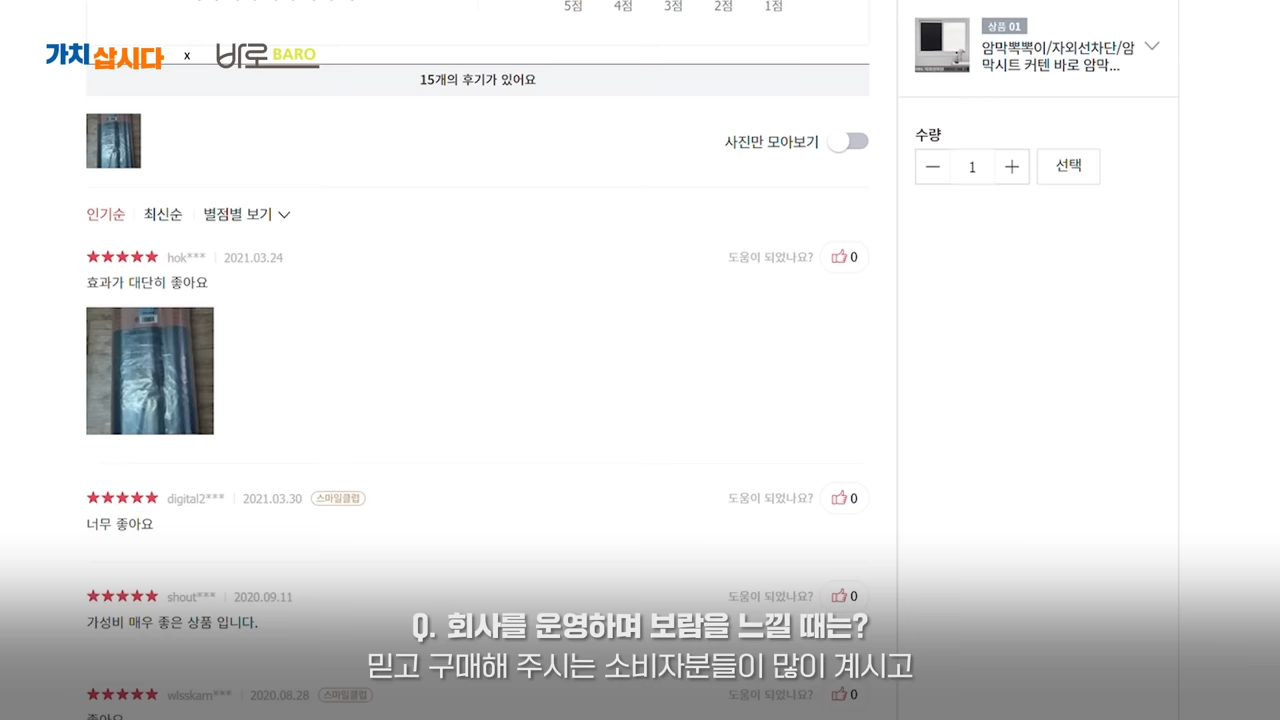 5점 4점 3점 2점 1점
가치 삽시다 x 바로 BARO
15개의 후기가 있어요
사진만 모아보기
인기순 최신순 별점별 보기
★★★★★ hok*** 2021.03.24 도움이 되었나요? 0
효과가 대단히 좋아요
★★★★★ digital2*** 2021.03.30 스마일클럽 도움이 되었나요? 0
너무 좋아요
★★★★★ shout*** 2020.09.11 도움이 되었나요? 0
가성비 매우 좋은 상품 입니다.
★★★★★ wlsskam*** 2020.08.28 스마일클럽 도움이 되었나요? 0
좋아요
상품 01
암막뽁뽁이/자외선차단/암
막시트 커텐 바로 암막...
수량
1 선택
Q. 회사를 운영하며 보람을 느낄 때는?
믿고 구매해 주시는 소비자분들이 많이 계시고